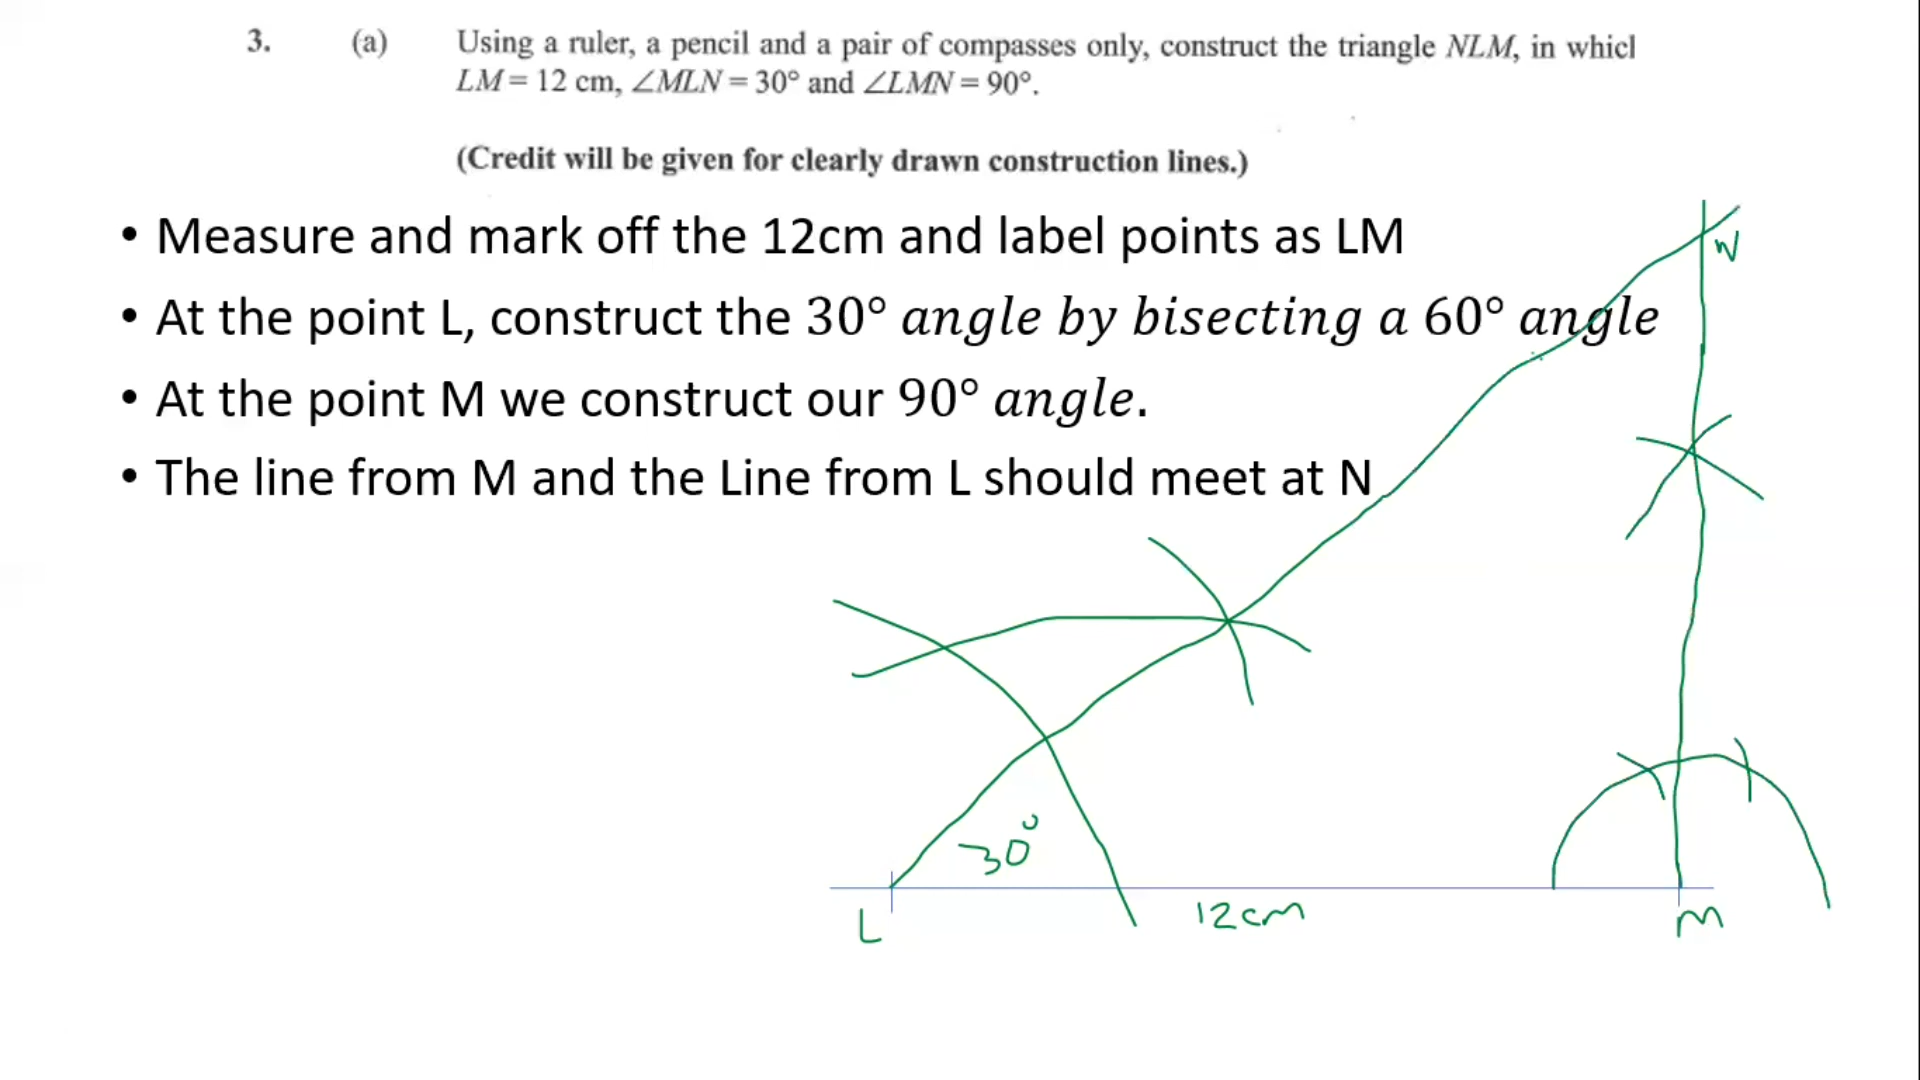 3. (a) Using a ruler, a pencil and a pair of compasses only, construct the triangle NLM, in whicl
LM = 12 cm, ∠MLN = 30° and ∠LMN = 90°.
(Credit will be given for clearly drawn construction lines.)
• Measure and mark off the 12cm and label points as LM
• At the point L, construct the 30° angle by bisecting a 60° angle
• At the point M we construct our 90° angle.
• The line from M and the Line from L should meet at N
N
30°
L
12cm
M